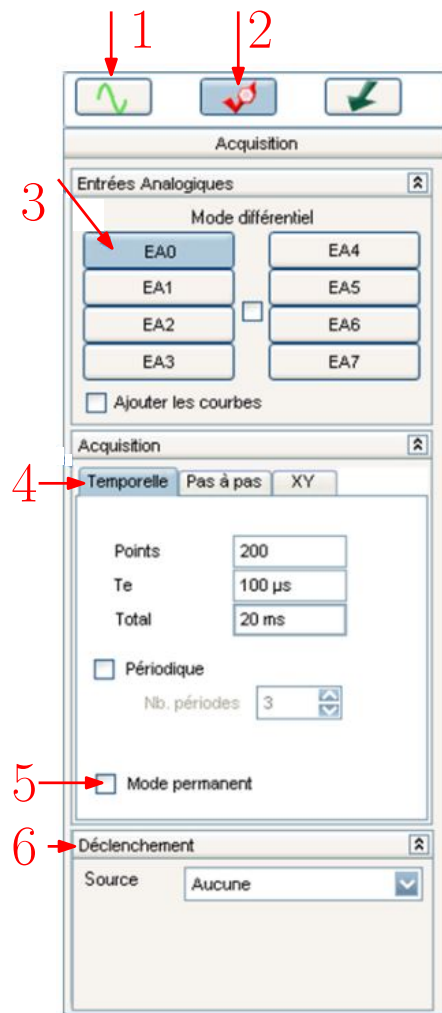 1 2
Acquisition
Entrées Analogiques
3
Mode différentiel
EA0 EA4
EA1 EA5
EA2 EA6
EA3 EA7
Ajouter les courbes
Acquisition
4 Temporelle Pas à pas XY
Points 200
Te 100 µs
Total 20 ms
Périodique
Nb. périodes 3
5 Mode permanent
6 Déclenchement
Source Aucune